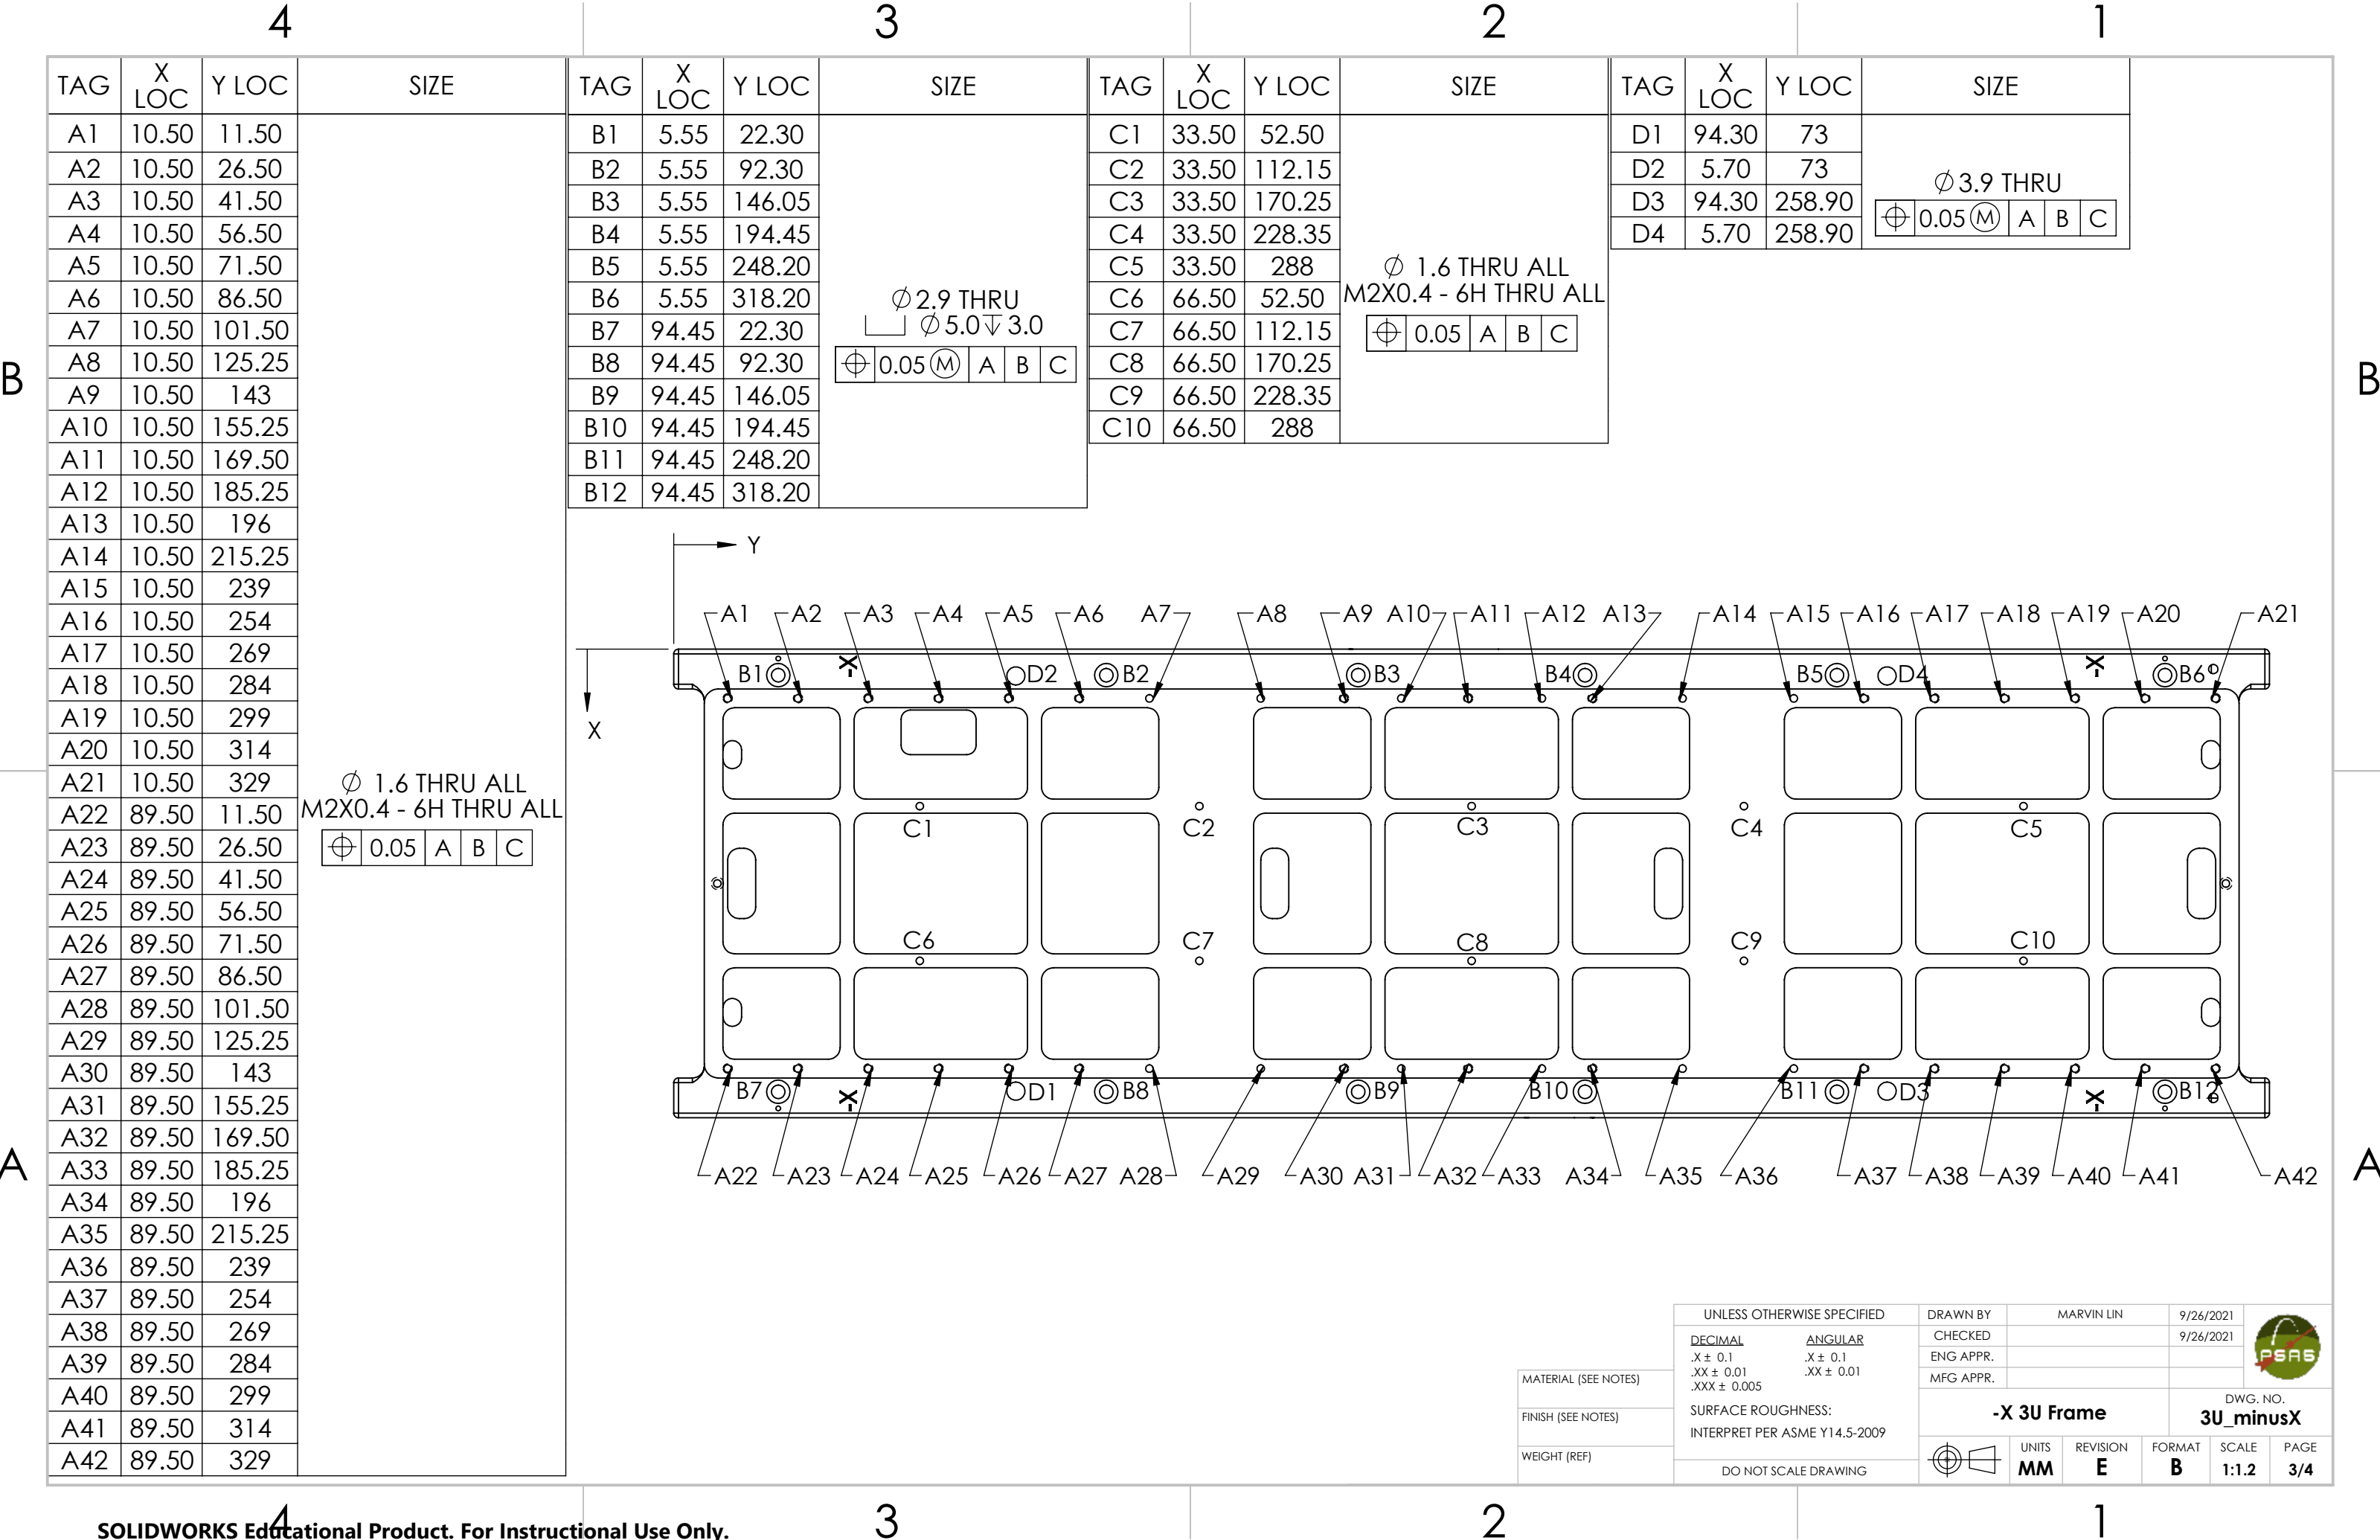 4 3 2 1
TAG X LOC Y LOC SIZE
A1 10.50 11.50
A2 10.50 26.50
A3 10.50 41.50
A4 10.50 56.50
A5 10.50 71.50
A6 10.50 86.50
A7 10.50 101.50
A8 10.50 125.25
A9 10.50 143
A10 10.50 155.25
A11 10.50 169.50
A12 10.50 185.25
A13 10.50 196
A14 10.50 215.25
A15 10.50 239
A16 10.50 254
A17 10.50 269
A18 10.50 284
A19 10.50 299
A20 10.50 314
A21 10.50 329
A22 89.50 11.50
A23 89.50 26.50
A24 89.50 41.50
A25 89.50 56.50
A26 89.50 71.50
A27 89.50 86.50
A28 89.50 101.50
A29 89.50 125.25
A30 89.50 143
A31 89.50 155.25
A32 89.50 169.50
A33 89.50 185.25
A34 89.50 196
A35 89.50 215.25
A36 89.50 239
A37 89.50 254
A38 89.50 269
A39 89.50 284
A40 89.50 299
A41 89.50 314
A42 89.50 329
⌀ 1.6 THRU ALL
M2X0.4 - 6H THRU ALL
⌖ 0.05 A B C
TAG X LOC Y LOC SIZE
B1 5.55 22.30
B2 5.55 92.30
B3 5.55 146.05
B4 5.55 194.45
B5 5.55 248.20
B6 5.55 318.20
B7 94.45 22.30
B8 94.45 92.30
B9 94.45 146.05
B10 94.45 194.45
B11 94.45 248.20
B12 94.45 318.20
⌀ 2.9 THRU
⌴ ⌀ 5.0 ↧ 3.0
⌖ 0.05 Ⓜ A B C
TAG X LOC Y LOC SIZE
C1 33.50 52.50
C2 33.50 112.15
C3 33.50 170.25
C4 33.50 228.35
C5 33.50 288
C6 66.50 52.50
C7 66.50 112.15
C8 66.50 170.25
C9 66.50 228.35
C10 66.50 288
⌀ 1.6 THRU ALL
M2X0.4 - 6H THRU ALL
⌖ 0.05 A B C
TAG X LOC Y LOC SIZE
D1 94.30 73
D2 5.70 73
D3 94.30 258.90
D4 5.70 258.90
⌀ 3.9 THRU
⌖ 0.05 Ⓜ A B C
B B
Y
X
A1 A2 A3 A4 A5 A6 A7 A8 A9 A10 A11 A12 A13 A14 A15 A16 A17 A18 A19 A20 A21
B1 -X D2 B2 B3 B4 B5 D4 -X B6
C1 C2 C3 C4 C5
C6 C7 C8 C9 C10
B7 -X D1 B8 B9 B10 B11 D3 -X B12
A22 A23 A24 A25 A26 A27 A28 A29 A30 A31 A32 A33 A34 A35 A36 A37 A38 A39 A40 A41 A42
A A
MATERIAL (SEE NOTES)
FINISH (SEE NOTES)
WEIGHT (REF)
UNLESS OTHERWISE SPECIFIED
DECIMAL ANGULAR
.X ± 0.1 .X ± 0.1
.XX ± 0.01 .XX ± 0.01
.XXX ± 0.005
SURFACE ROUGHNESS:
INTERPRET PER ASME Y14.5-2009
DO NOT SCALE DRAWING
DRAWN BY MARVIN LIN 9/26/2021
CHECKED 9/26/2021
ENG APPR.
MFG APPR.
PSAS
-X 3U Frame
DWG. NO.
3U_minusX
UNITS REVISION FORMAT SCALE PAGE
MM E B 1:1.2 3/4
4 3 2 1
SOLIDWORKS Educational Product. For Instructional Use Only.